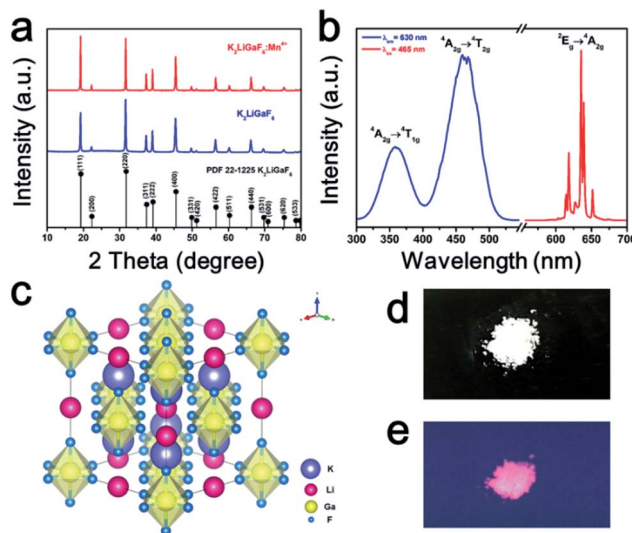 a
K₂LiGaF₆:Mn⁴⁺
K₂LiGaF₆
PDF 22-1225 K₂LiGaF₆
(111)
(200)
(220)
(311)
(222)
(400)
(331)
(420)
(422)
(511)
(440)
(531)
(600)
(620)
(533)
Intensity (a.u.)
10 20 30 40 50 60 70 80
2 Theta (degree)
b
λₑₘ= 630 nm
λₑₓ= 465 nm
⁴A₂g→⁴T₁g
⁴A₂g→⁴T₂g
²Eg→⁴A₂g
Intensity (a.u.)
300 350 400 450 500 600 650 700
Wavelength (nm)
c
K
Li
Ga
F
d
e